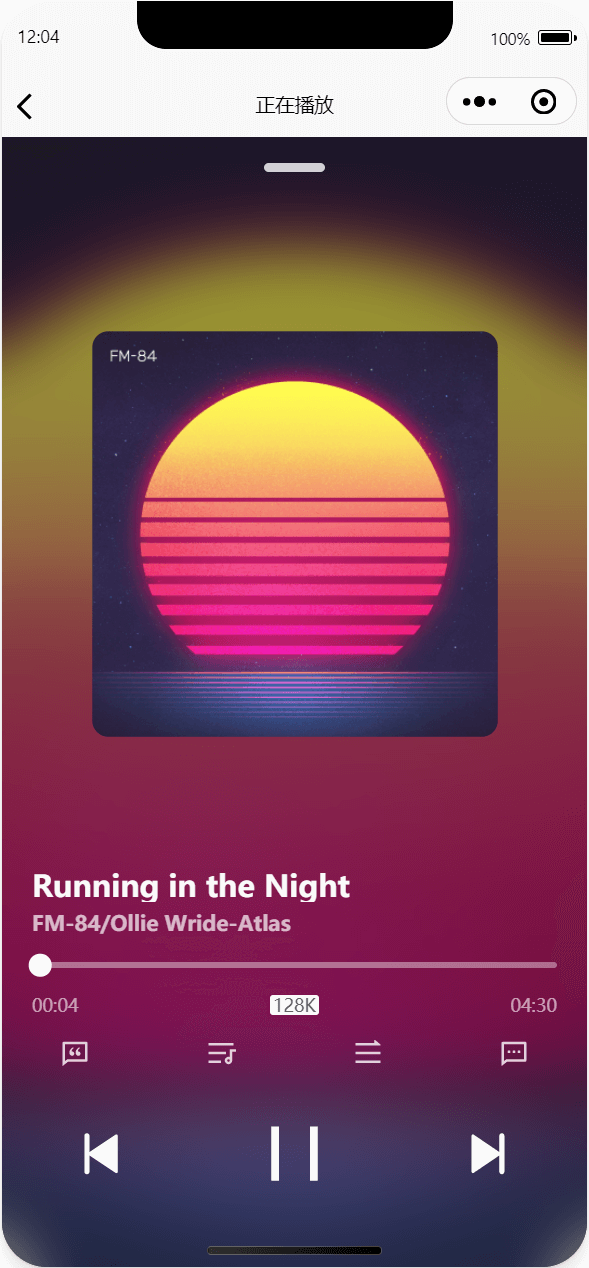 12:04
100%
正在播放
FM-84
Running in the Night
FM-84/Ollie Wride-Atlas
00:04
128K
04:30